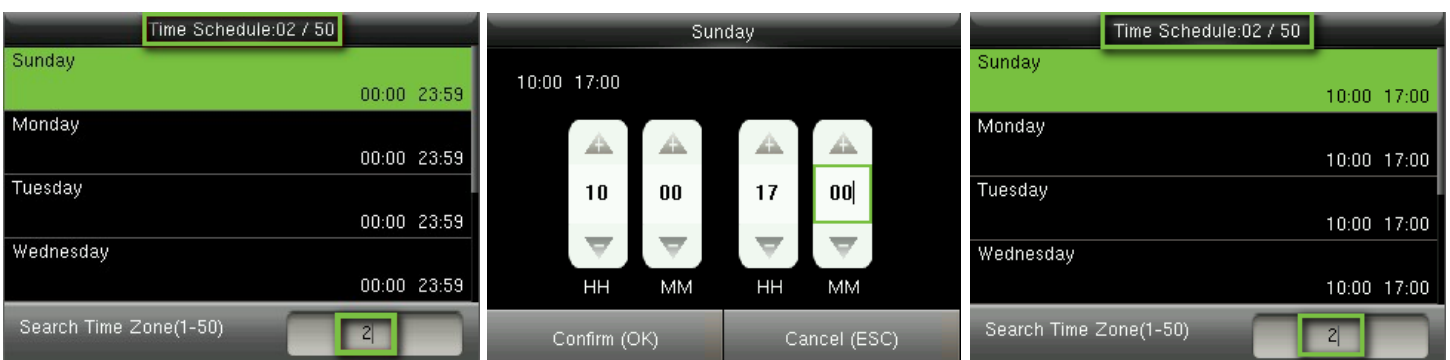 Time Schedule:02 / 50
Sunday
00:00 23:59
Monday
00:00 23:59
Tuesday
00:00 23:59
Wednesday
00:00 23:59
Search Time Zone(1-50) 2
Sunday
10:00 17:00
10 00 17 00
HH MM HH MM
Confirm (OK) Cancel (ESC)
Time Schedule:02 / 50
Sunday
10:00 17:00
Monday
10:00 17:00
Tuesday
10:00 17:00
Wednesday
10:00 17:00
Search Time Zone(1-50) 2